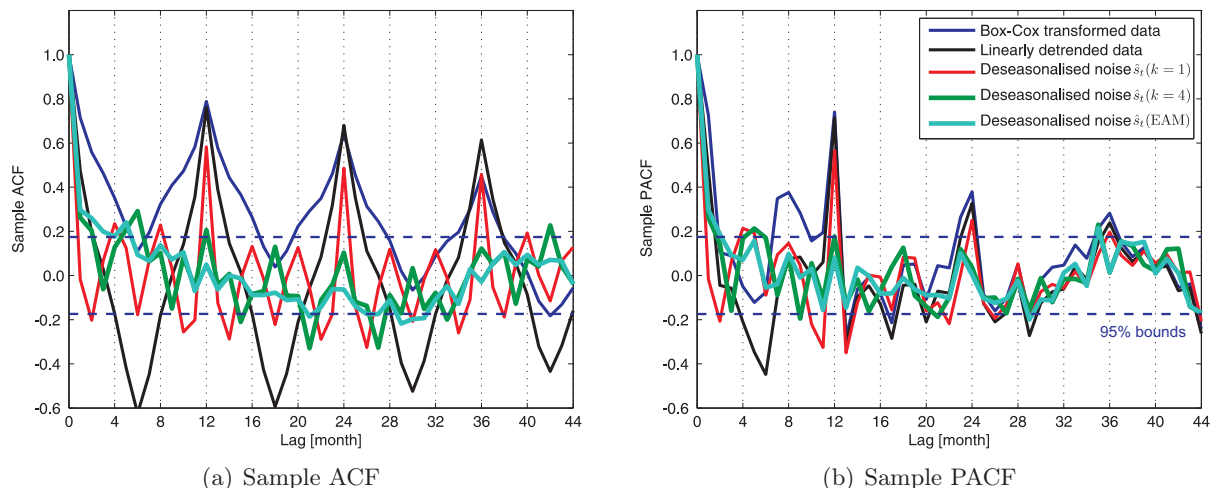 1.0
0.8
0.6
0.4
0.2
0.0
-0.2
-0.4
-0.6
Sample ACF
0 4 8 12 16 20 24 28 32 36 40 44
Lag [month]
(a) Sample ACF
1.0
0.8
0.6
0.4
0.2
0.0
-0.2
-0.4
-0.6
Sample PACF
Box-Cox transformed data
Linearly detrended data
Deseasonalised noise ŝₜ(k = 1)
Deseasonalised noise ŝₜ(k = 4)
Deseasonalised noise ŝₜ(EAM)
95% bounds
0 4 8 12 16 20 24 28 32 36 40 44
Lag [month]
(b) Sample PACF